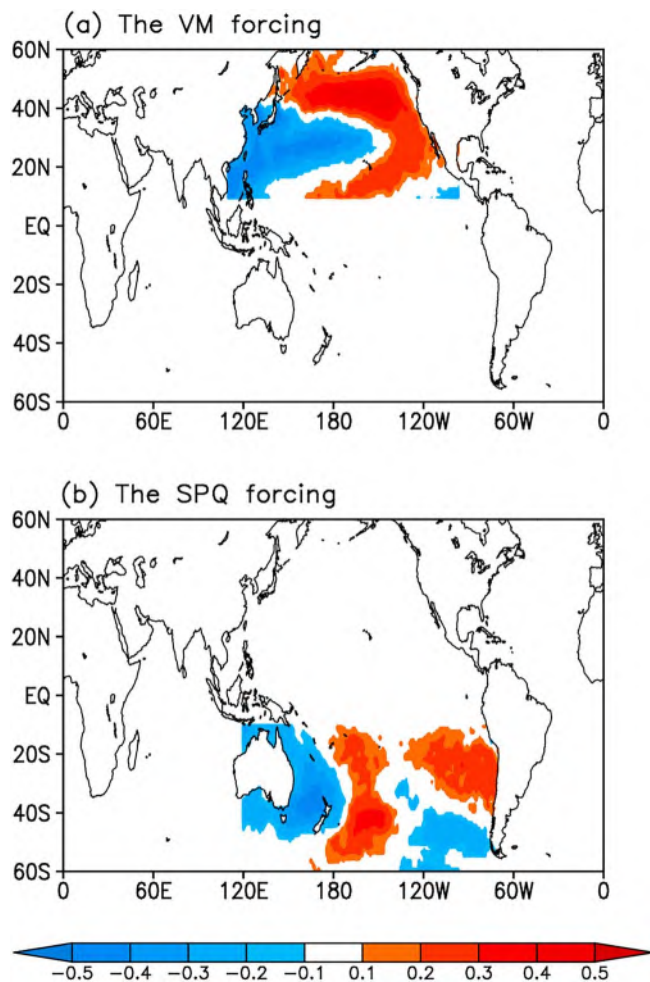 (a) The VM forcing
60N
40N
20N
EQ
20S
40S
60S
0 60E 120E 180 120W 60W 0
(b) The SPQ forcing
60N
40N
20N
EQ
20S
40S
60S
0 60E 120E 180 120W 60W 0
-0.5 -0.4 -0.3 -0.2 -0.1 0.1 0.2 0.3 0.4 0.5